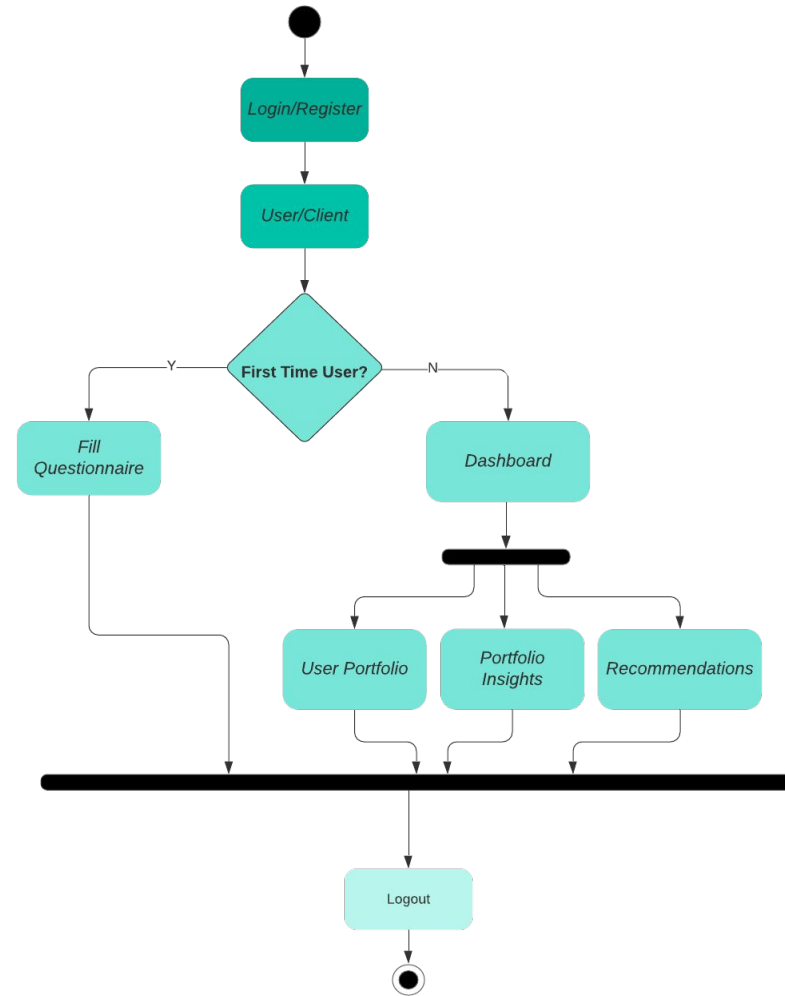 Login/Register
User/Client
First Time User?
Y
N
Fill
Questionnaire
Dashboard
User Portfolio
Portfolio
Insights
Recommendations
Logout